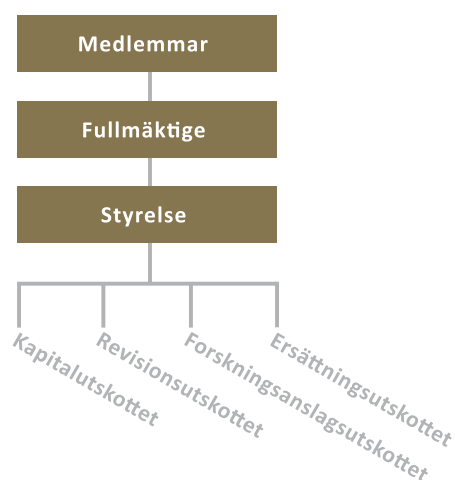 Medlemmar
Fullmäktige
Styrelse
Kapitalutskottet
Revisionsutskottet
Forskningsanslagsutskottet
Ersättningsutskottet